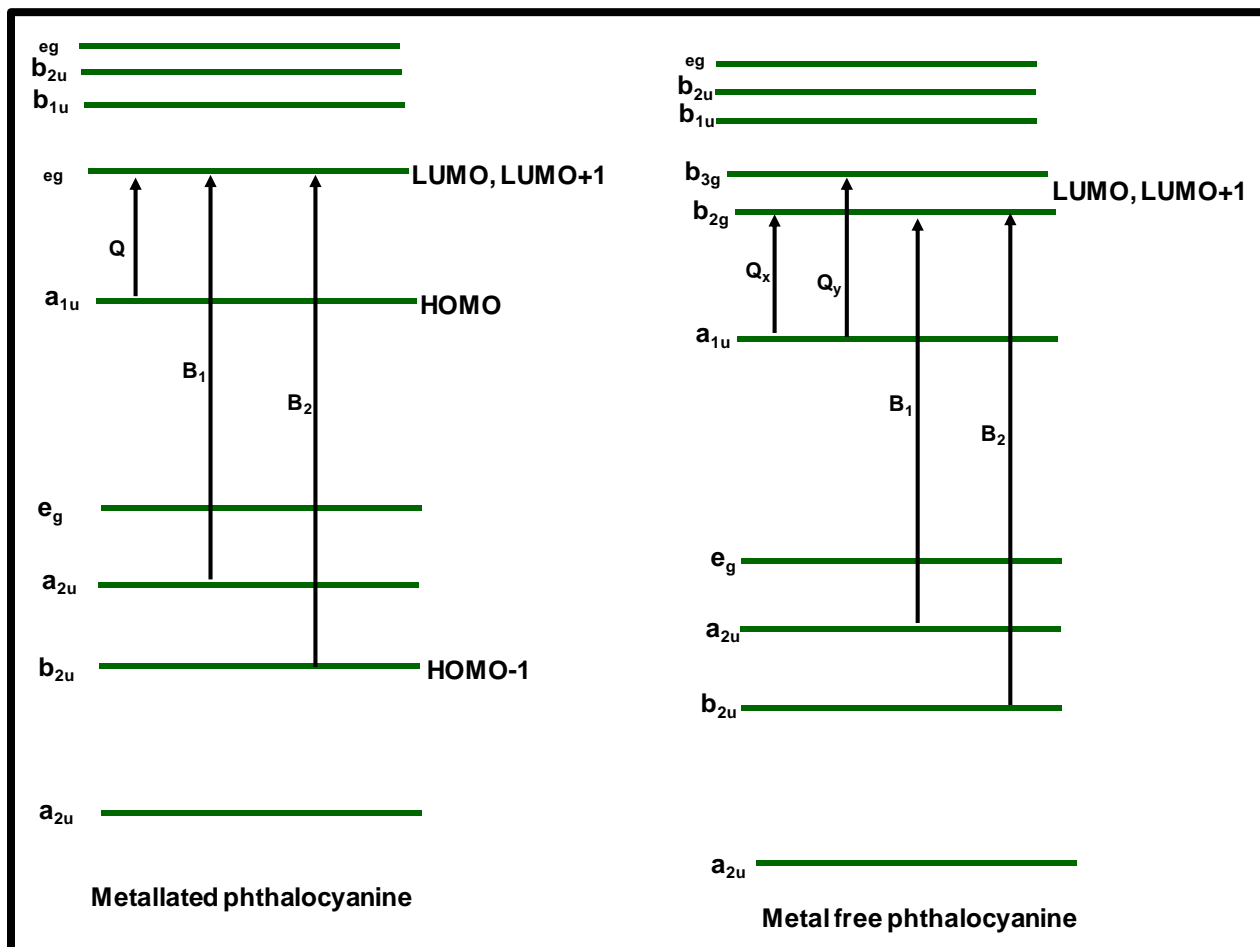 eg
b2u
b1u
eg
LUMO, LUMO+1
Q
a1u
HOMO
B1
B2
eg
a2u
b2u
HOMO-1
a2u
Metallated phthalocyanine
eg
b2u
b1u
b3g
LUMO, LUMO+1
b2g
Qx
Qy
a1u
B1
B2
eg
a2u
b2u
a2u
Metal free phthalocyanine